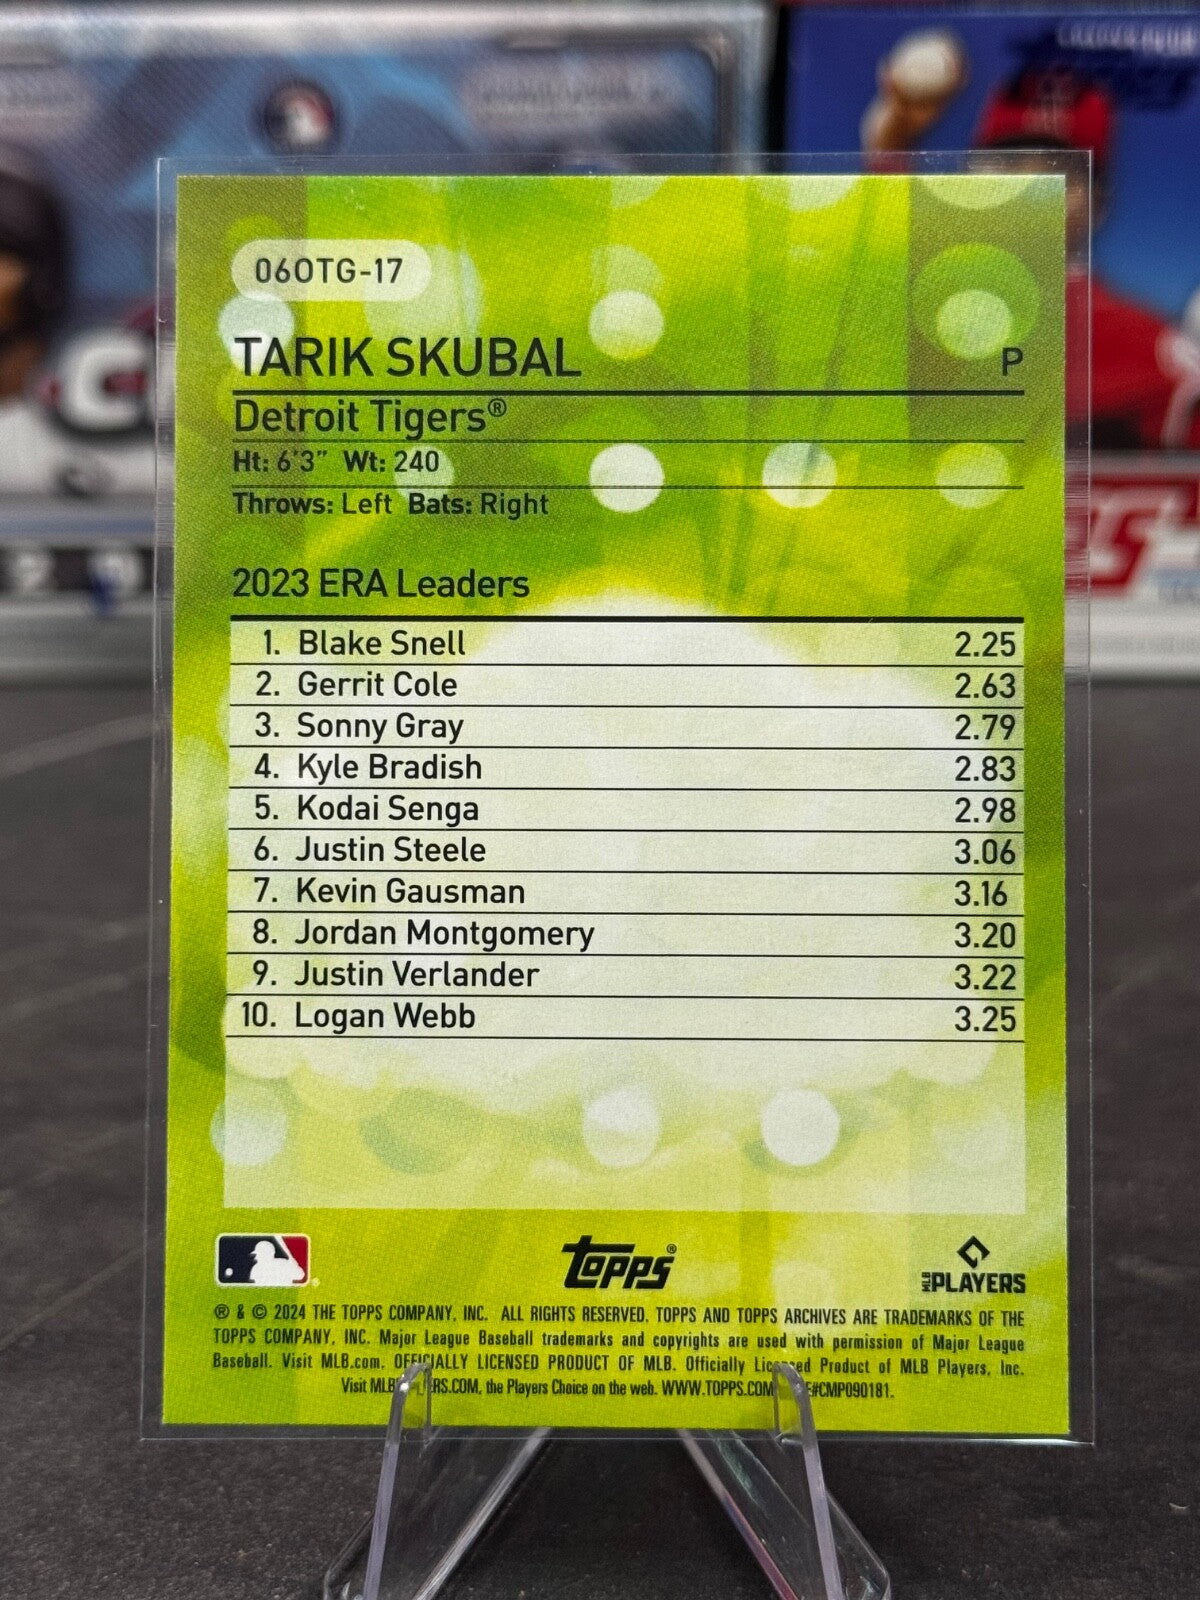 06OTG-17
TARIK SKUBAL P
Detroit Tigers®
Ht: 6'3" Wt: 240
Throws: Left Bats: Right
2023 ERA Leaders
1. Blake Snell 2.25
2. Gerrit Cole 2.63
3. Sonny Gray 2.79
4. Kyle Bradish 2.83
5. Kodai Senga 2.98
6. Justin Steele 3.06
7. Kevin Gausman 3.16
8. Jordan Montgomery 3.20
9. Justin Verlander 3.22
10. Logan Webb 3.25
Topps®
MLB PLAYERS
® & © 2024 THE TOPPS COMPANY, INC. ALL RIGHTS RESERVED. TOPPS AND TOPPS ARCHIVES ARE TRADEMARKS OF THE
TOPPS COMPANY, INC. Major League Baseball trademarks and copyrights are used with permission of Major League
Baseball. Visit MLB.com. OFFICIALLY LICENSED PRODUCT OF MLB. Officially Licensed Product of MLB Players, Inc.
Visit the Players Choice on the web. WWW.TOPPS.COM #CMP090181.